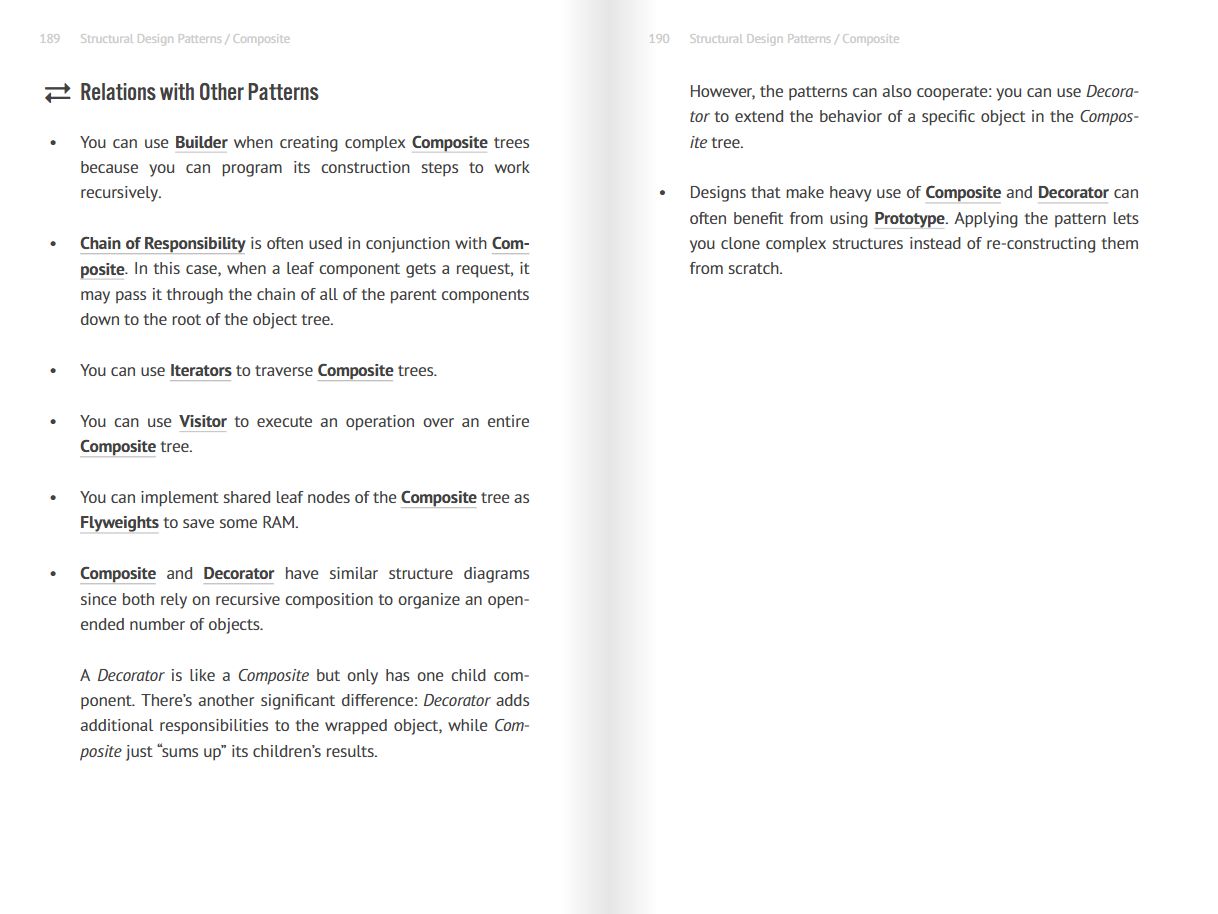 189 Structural Design Patterns / Composite
Relations with Other Patterns
• You can use Builder when creating complex Composite trees
because you can program its construction steps to work
recursively.
• Chain of Responsibility is often used in conjunction with Com-
posite. In this case, when a leaf component gets a request, it
may pass it through the chain of all of the parent components
down to the root of the object tree.
• You can use Iterators to traverse Composite trees.
• You can use Visitor to execute an operation over an entire
Composite tree.
• You can implement shared leaf nodes of the Composite tree as
Flyweights to save some RAM.
• Composite and Decorator have similar structure diagrams
since both rely on recursive composition to organize an open-
ended number of objects.
A Decorator is like a Composite but only has one child com-
ponent. There’s another significant difference: Decorator adds
additional responsibilities to the wrapped object, while Com-
posite just “sums up” its children’s results.
190 Structural Design Patterns / Composite
However, the patterns can also cooperate: you can use Decora-
tor to extend the behavior of a specific object in the Compos-
ite tree.
• Designs that make heavy use of Composite and Decorator can
often benefit from using Prototype. Applying the pattern lets
you clone complex structures instead of re-constructing them
from scratch.